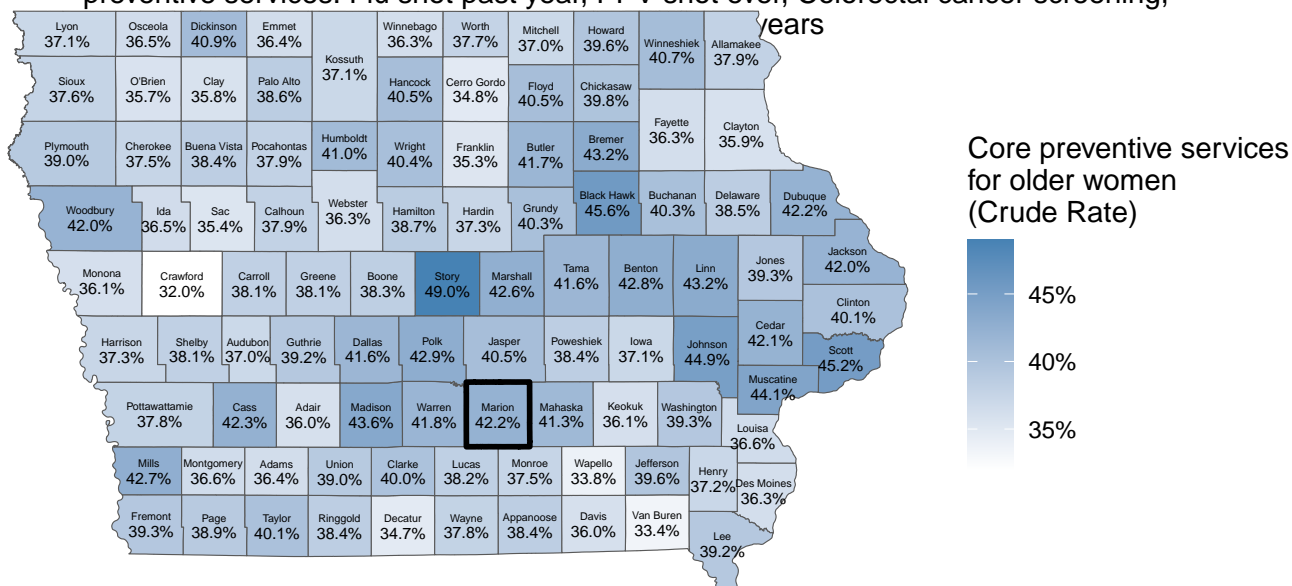 preventive services: Flu shot past year, PPV shot ever, Colorectal cancer screening,
years
Lyon Osceola Dickinson Emmet Winnebago Worth Mitchell Howard
37.1% 36.5% 40.9% 36.4% 36.3% 37.7% 37.0% 39.6%
Kossuth Winneshiek Allamakee
37.1% 40.7% 37.9%
Sioux O'Brien Clay Palo Alto Hancock Cerro Gordo Floyd Chickasaw
37.6% 35.7% 35.8% 38.6% 40.5% 34.8% 40.5% 39.8%
Fayette Clayton
36.3% 35.9%
Plymouth Cherokee Buena Vista Pocahontas Humboldt Wright Franklin Butler Bremer
39.0% 37.5% 38.4% 37.9% 41.0% 40.4% 35.3% 41.7% 43.2%
Woodbury Ida Sac Calhoun Webster Hamilton Hardin Grundy Black Hawk Buchanan Delaware Dubuque
42.0% 36.5% 35.4% 37.9% 36.3% 38.7% 37.3% 40.3% 45.6% 40.3% 38.5% 42.2%
Monona Crawford Carroll Greene Boone Story Marshall Tama Benton Linn Jones Jackson
36.1% 32.0% 38.1% 38.1% 38.3% 49.0% 42.6% 41.6% 42.8% 43.2% 39.3% 42.0%
Clinton
40.1%
Harrison Shelby Audubon Guthrie Dallas Polk Jasper Poweshiek Iowa Johnson Cedar Scott
37.3% 38.1% 37.0% 39.2% 41.6% 42.9% 40.5% 38.4% 37.1% 44.9% 42.1% 45.2%
Muscatine
44.1%
Pottawattamie Cass Adair Madison Warren Marion Mahaska Keokuk Washington Louisa
37.8% 42.3% 36.0% 43.6% 41.8% 42.2% 41.3% 36.1% 39.3% 36.6%
Mills Montgomery Adams Union Clarke Lucas Monroe Wapello Jefferson Henry Des Moines
42.7% 36.6% 36.4% 39.0% 40.0% 38.2% 37.5% 33.8% 39.6% 37.2% 36.3%
Fremont Page Taylor Ringgold Decatur Wayne Appanoose Davis Van Buren Lee
39.3% 38.9% 40.1% 38.4% 34.7% 37.8% 38.4% 36.0% 33.4% 39.2%
Core preventive services
for older women
(Crude Rate)
45%
40%
35%